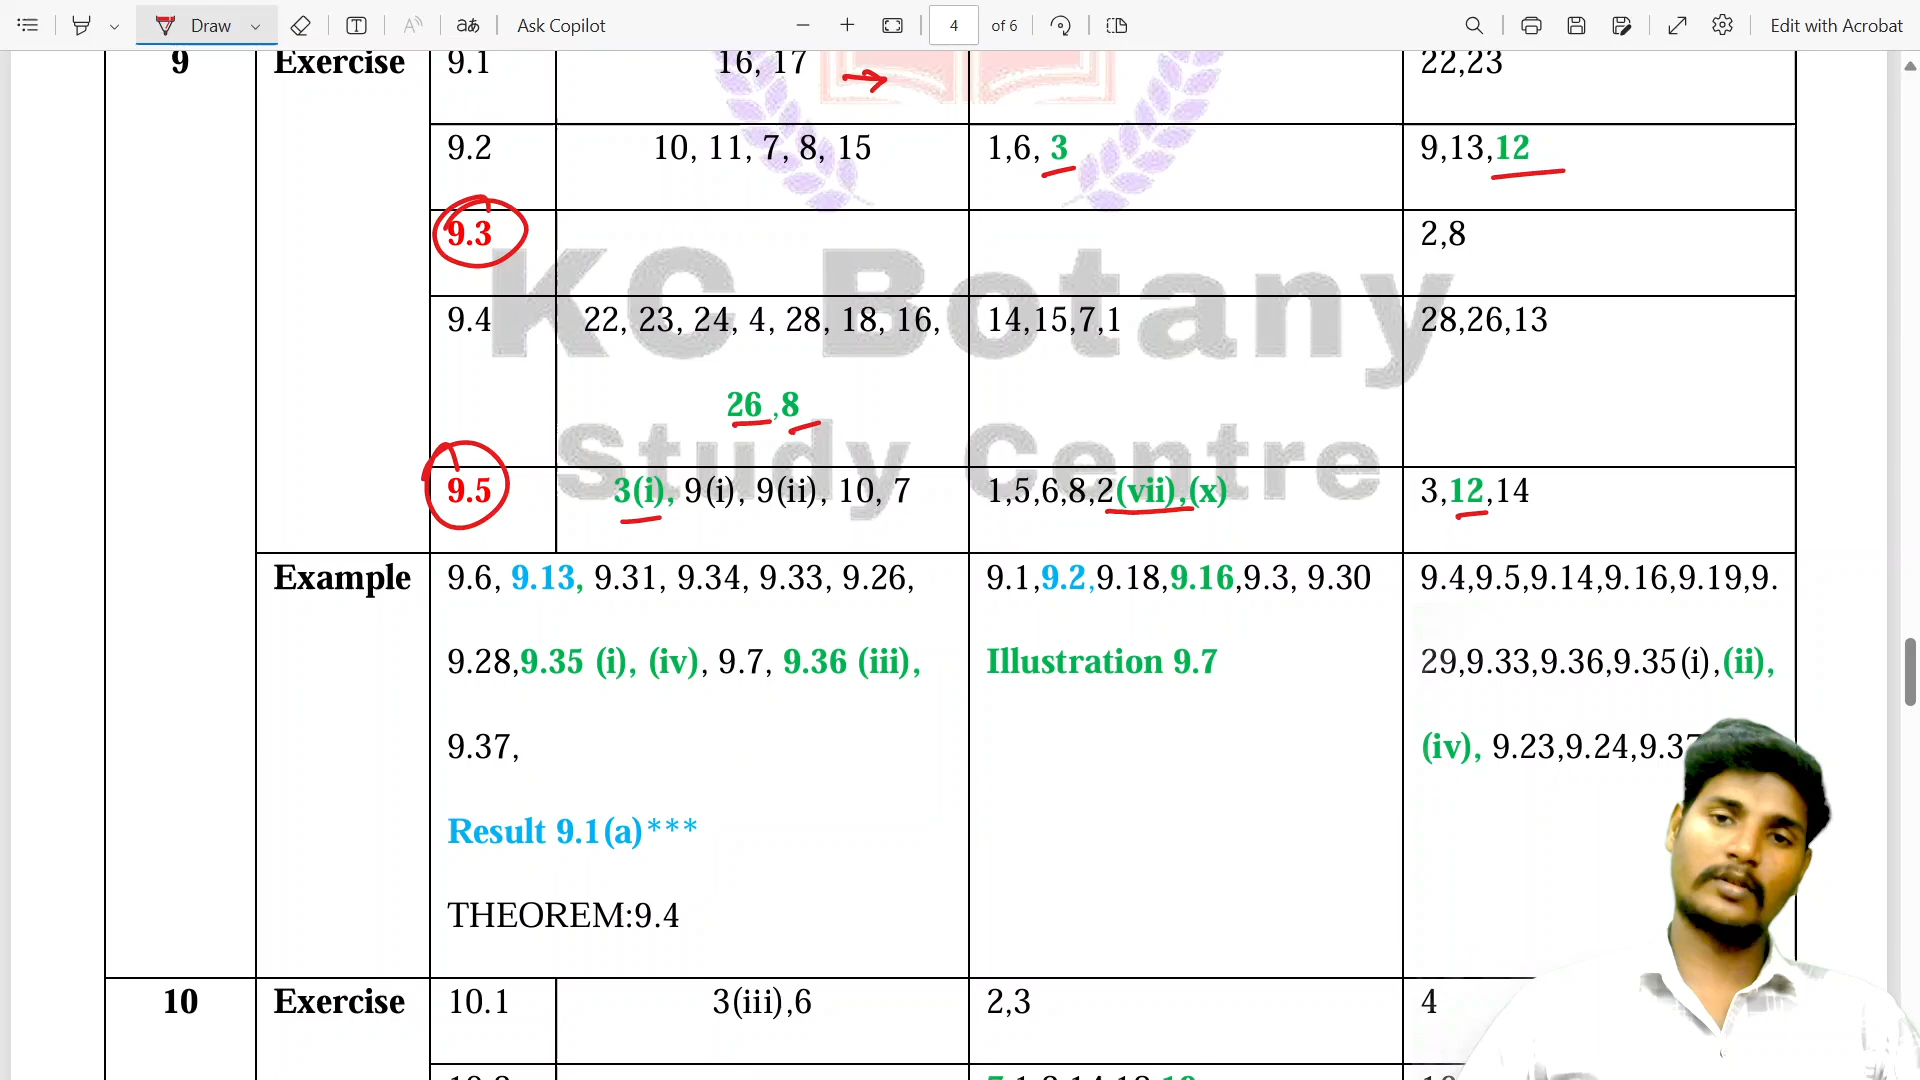 Draw
Ask Copilot
4 of 6
Edit with Acrobat
9 Exercise 9.1 16, 17 22,23
9.2 10, 11, 7, 8, 15 1,6, 3 9,13,12
9.3 2,8
9.4 22, 23, 24, 4, 28, 18, 16, 14,15,7,1 28,26,13
26 ,8
9.5 3(i), 9(i), 9(ii), 10, 7 1,5,6,8,2(vii),(x) 3,12,14
KC Botany
Study Centre
Example 9.6, 9.13, 9.31, 9.34, 9.33, 9.26, 9.1,9.2,9.18,9.16,9.3, 9.30 9.4,9.5,9.14,9.16,9.19,9.
9.28,9.35 (i), (iv), 9.7, 9.36 (iii), Illustration 9.7 29,9.33,9.36,9.35(i),(ii),
9.37, (iv), 9.23,9.24,9.37
Result 9.1(a)***
THEOREM:9.4
10 Exercise 10.1 3(iii),6 2,3 4